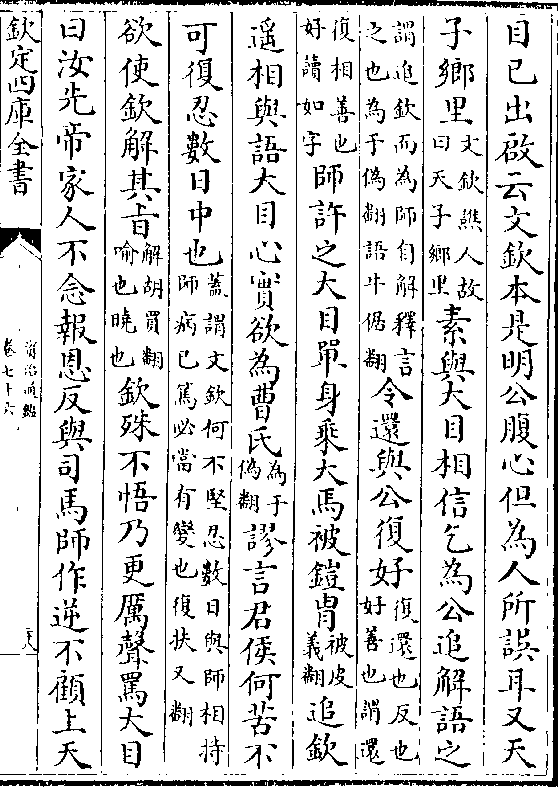 目已出啟云文欽本是明公腹心但為人所誤耳又天
子鄉里文欽譙人故曰天子鄉里素與大目相信乞為公追解語之
謂追欽而為師自解釋言之也為于偽翻語牛倨翻令還與公復好復還也反也好善也謂還
復相善也好讀如字師許之大目單身乘大馬被鎧胄被皮義翻追欽
遥相與語大目心實欲為曹氏為于偽翻謬言君侯何苦不
可復忍數日中也蓋謂文欽何不堅忍數日與師相持師病已篤必當有變也復扶又翻
欲使欽解其旨解胡買翻喻也曉也欽殊不悟乃更厲聲罵大目
曰汝先帝家人不念報恩反與司馬師作逆不顧上天
欽定四庫全書
資治通鑑
卷七十六